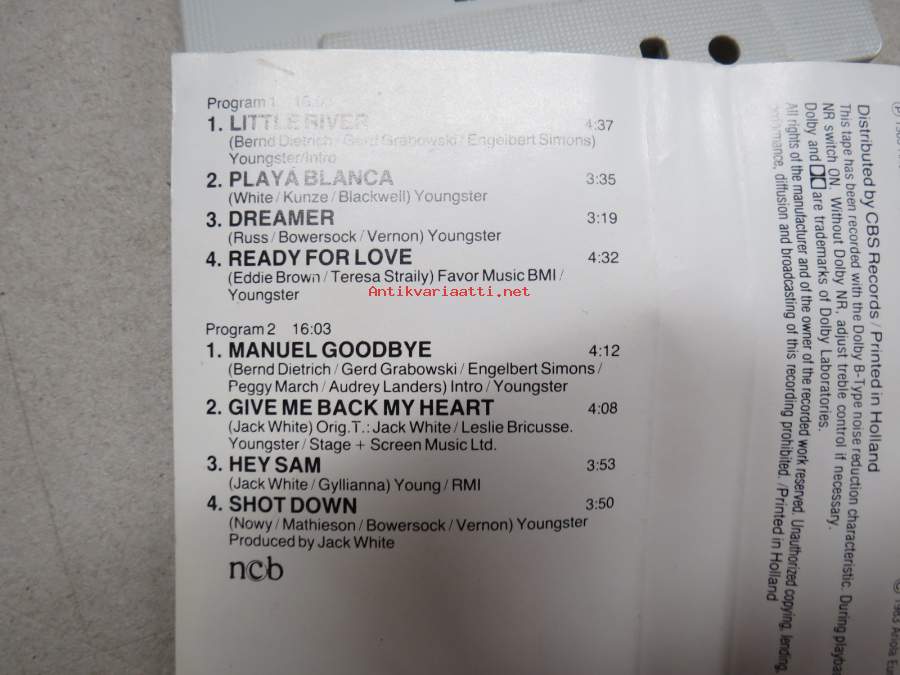 Program 1
1. LITTLE RIVER 4:37
(Bernd Dietrich / Gerd Grabowski / Engelbert Simons)
Youngster/Intro
2. PLAYA BLANCA 3:35
(White / Kunze / Blackwell) Youngster
3. DREAMER 3:19
(Russ / Bowersock / Vernon) Youngster
4. READY FOR LOVE 4:32
(Eddie Brown / Teresa Straily) Favor Music BMI /
Youngster
Antikvariaatti.net
Program 2 16:03
1. MANUEL GOODBYE 4:12
(Bernd Dietrich / Gerd Grabowski / Engelbert Simons /
Peggy March / Audrey Landers) Intro / Youngster
2. GIVE ME BACK MY HEART 4:08
(Jack White) Orig.T.: Jack White / Leslie Bricusse.
Youngster / Stage + Screen Music Ltd.
3. HEY SAM 3:53
(Jack White / Gyllianna) Young / RMI
4. SHOT DOWN 3:50
(Nowy / Mathieson / Bowersock / Vernon) Youngster
Produced by Jack White
ncb
Distributed by CBS Records / Printed in Holland
This tape has been recorded with the Dolby B-Type noise reduction characteristic. During playba
NR switch ON. Without Dolby NR, adjust treble control if necessary.
Dolby and are trademarks of Dolby Laboratories.
All rights of the manufacturer and of the owner of the recorded work reserved. Unauthorized copying, lending,
diffusion and broadcasting of this recording prohibited. /Printed in Holland